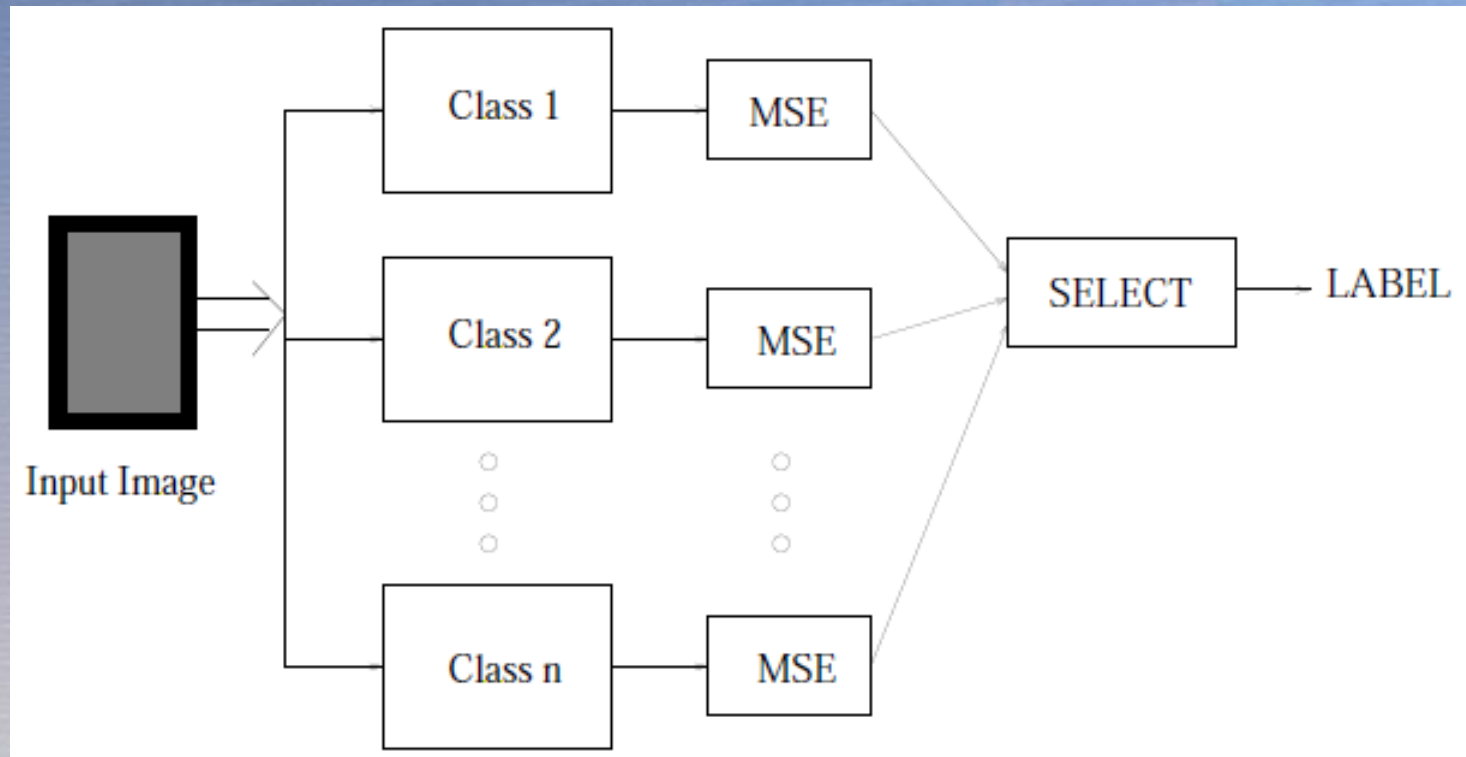 Class 1
MSE
Class 2
MSE
SELECT
LABEL
Input Image
Class n
MSE